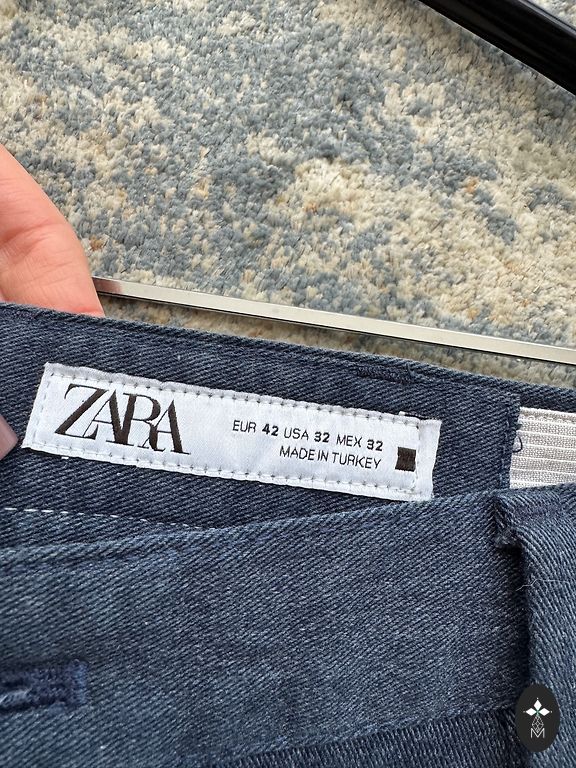 ZARA
EUR 42 USA 32 MEX 32
MADE IN TURKEY
M